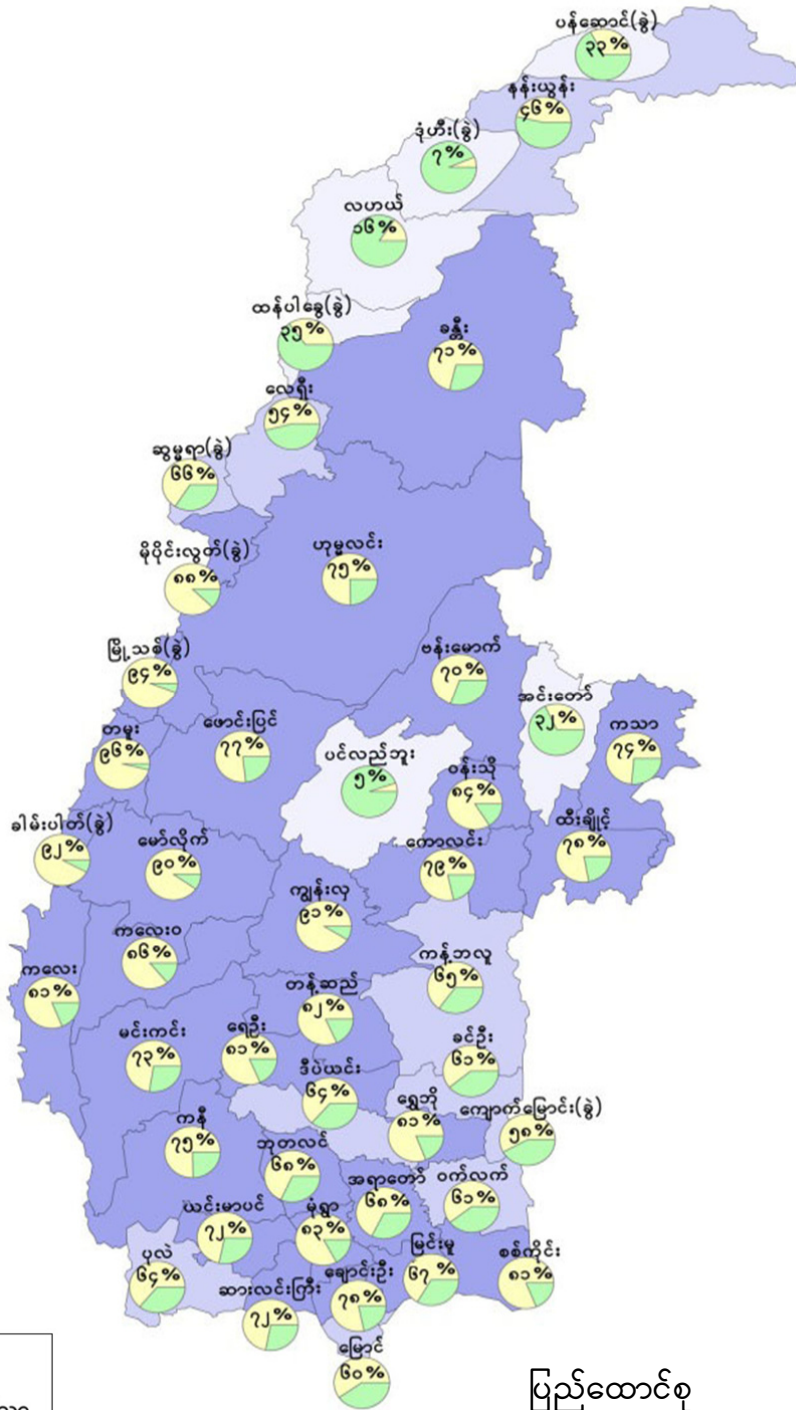 ပန်ဆောင်(ခွဲ)
၃၃%
နန်းယွန်း
၄၆%
ဒုံဟီး(ခွဲ)
၇%
လဟယ်
၁၆%
ထန်ပါခွေ(ခွဲ)
၃၅%
ခန္တီး
၇၁%
လေရှီး
၅၄%
ဆွမ္မရာ(ခွဲ)
၆၆%
မိုပိုင်းလွတ်(ခွဲ)
၈၈%
ဟုမ္မလင်း
၇၅%
မြို့သစ်(ခွဲ)
၉၄%
ဗန်းမောက်
၇၀%
အင်းတော်
၃၂%
ကသာ
၇၄%
တမူး
၉၆%
ဖောင်းပြင်
၇၇%
ပင်လည်ဘူး
၅%
ဝန်းသို
၈၄%
ထီးချိုင့်
၇၈%
ခါမ်းပါတ်(ခွဲ)
၉၂%
မော်လိုက်
၉၀%
ကောလင်း
၇၉%
ကျွန်းလှ
၉၁%
ကလေးဝ
၈၆%
ကန့်ဘလူ
၆၅%
ကလေး
၈၁%
တန့်ဆည်
၈၂%
မင်းကင်း
၇၃%
ရေဦး
၈၁%
ခင်ဦး
၆၁%
ဒီပဲယင်း
၆၄%
ရွှေဘို
၈၁%
ကျောက်မြောင်း(ခွဲ)
၅၈%
ကနီ
၇၅%
ဘုတလင်
၆၈%
အရာတော်
၆၈%
ဝက်လက်
၆၁%
ယင်းမာပင်
၇၂%
မုံရွာ
၈၃%
မြင်းမူ
၆၇%
စစ်ကိုင်း
၈၁%
ပုလဲ
၆၄%
ချောင်းဦး
၇၈%
ဆားလင်းကြီး
၇၂%
မြောင်
၆၀%
ပြည်ထောင်စု